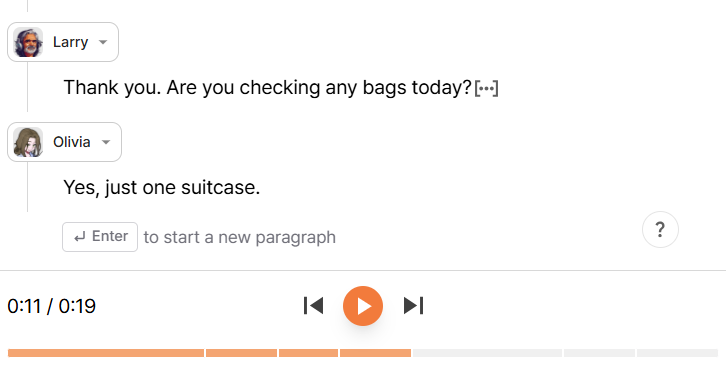 Larry
Thank you. Are you checking any bags today?[···]
Olivia
Yes, just one suitcase.
↵ Enter to start a new paragraph
?
0:11 / 0:19